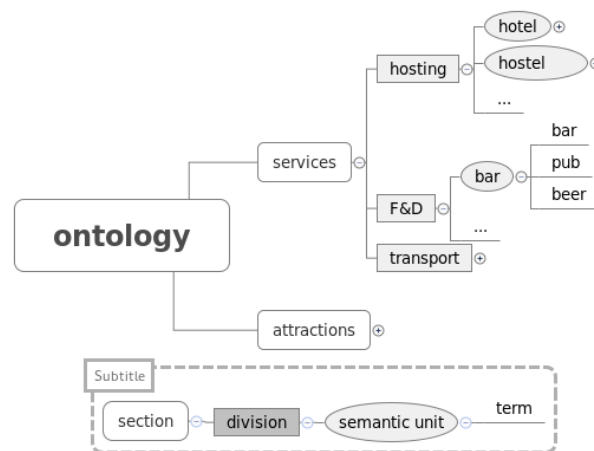 hotel
hosting
hostel
...
bar
services
bar
pub
F&D
beer
...
ontology
transport
attractions
Subtitle
section
division
semantic unit
term